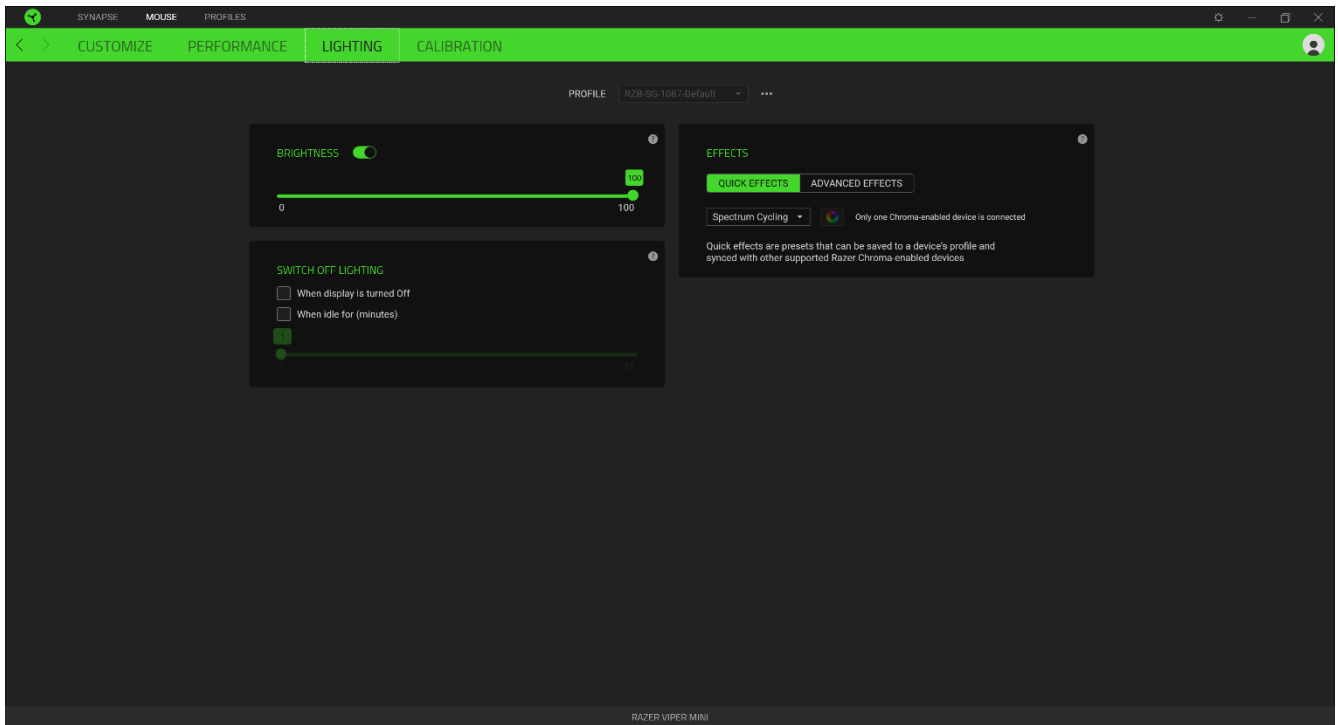 SYNAPSE MOUSE PROFILES
CUSTOMIZE PERFORMANCE LIGHTING CALIBRATION
PROFILE RZB-SG-1087-Default
BRIGHTNESS
100
0 100
SWITCH OFF LIGHTING
When display is turned Off
When idle for (minutes)
1
1 15
EFFECTS
QUICK EFFECTS ADVANCED EFFECTS
Spectrum Cycling Only one Chroma-enabled device is connected
Quick effects are presets that can be saved to a device's profile and
synced with other supported Razer Chroma-enabled devices
RAZER VIPER MINI